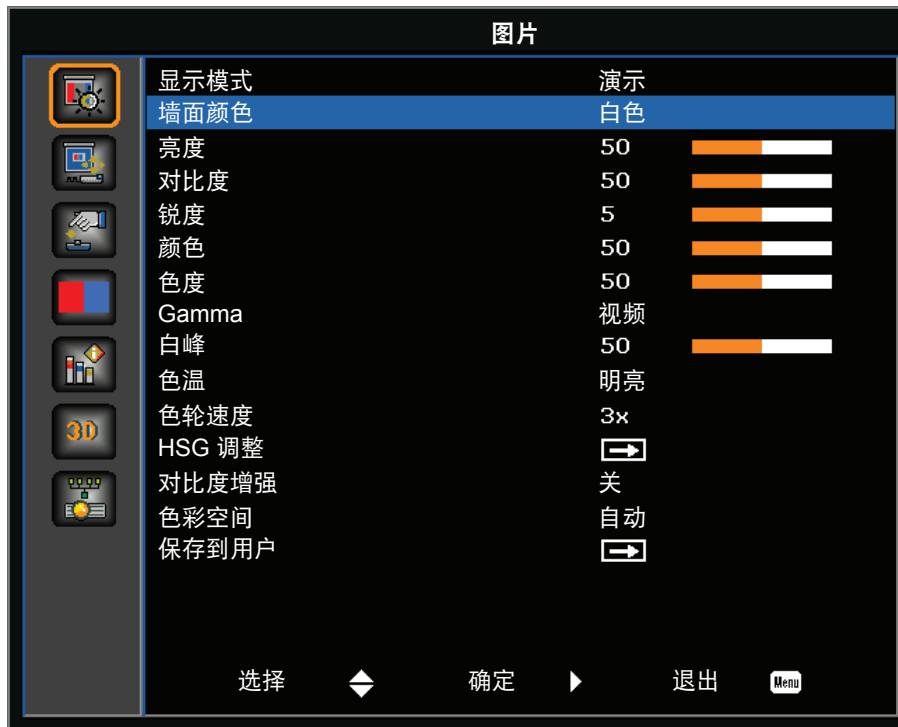 图片
显示模式 演示
墙面颜色 白色
亮度 50
对比度 50
锐度 5
颜色 50
色度 50
Gamma 视频
白峰 50
色温 明亮
色轮速度 3x
HSG 调整
对比度增强 关
色彩空间 自动
保存到用户
3D
选择 确定 退出 Menu